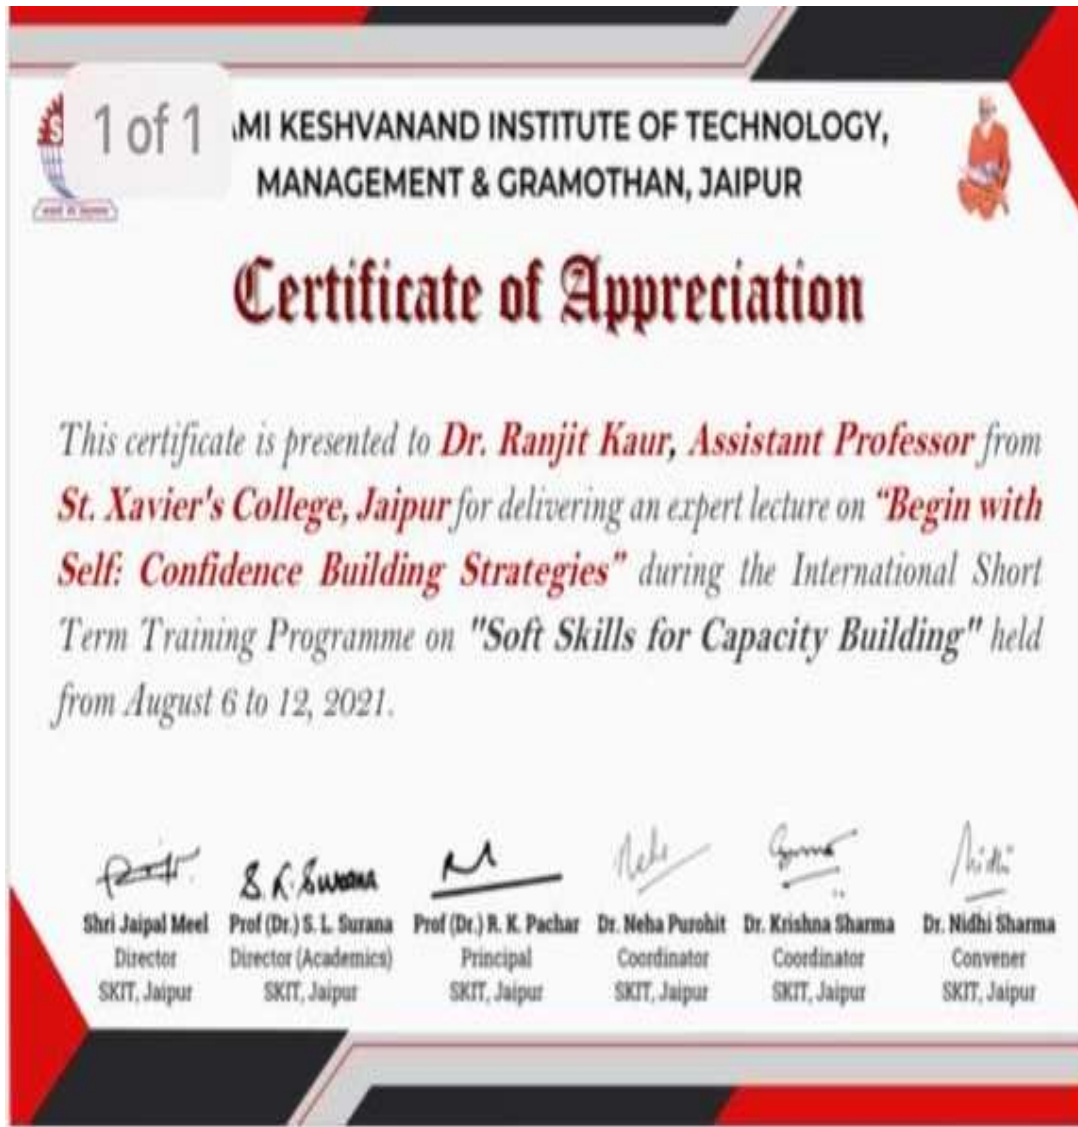 1 of 1
AMI KESHVANAND INSTITUTE OF TECHNOLOGY,
MANAGEMENT & GRAMOTHAN, JAIPUR
Certificate of Appreciation
This certificate is presented to Dr. Ranjit Kaur, Assistant Professor from
St. Xavier's College, Jaipur for delivering an expert lecture on “Begin with
Self: Confidence Building Strategies” during the International Short
Term Training Programme on "Soft Skills for Capacity Building" held
from August 6 to 12, 2021.
S. L. Surana
Neha
Nidhi
Shri Jaipal Meel Prof (Dr.) S. L. Surana Prof (Dr.) R. K. Pachar Dr. Neha Purohit Dr. Krishna Sharma Dr. Nidhi Sharma
Director Director (Academics) Principal Coordinator Coordinator Convener
SKIT, Jaipur SKIT, Jaipur SKIT, Jaipur SKIT, Jaipur SKIT, Jaipur SKIT, Jaipur